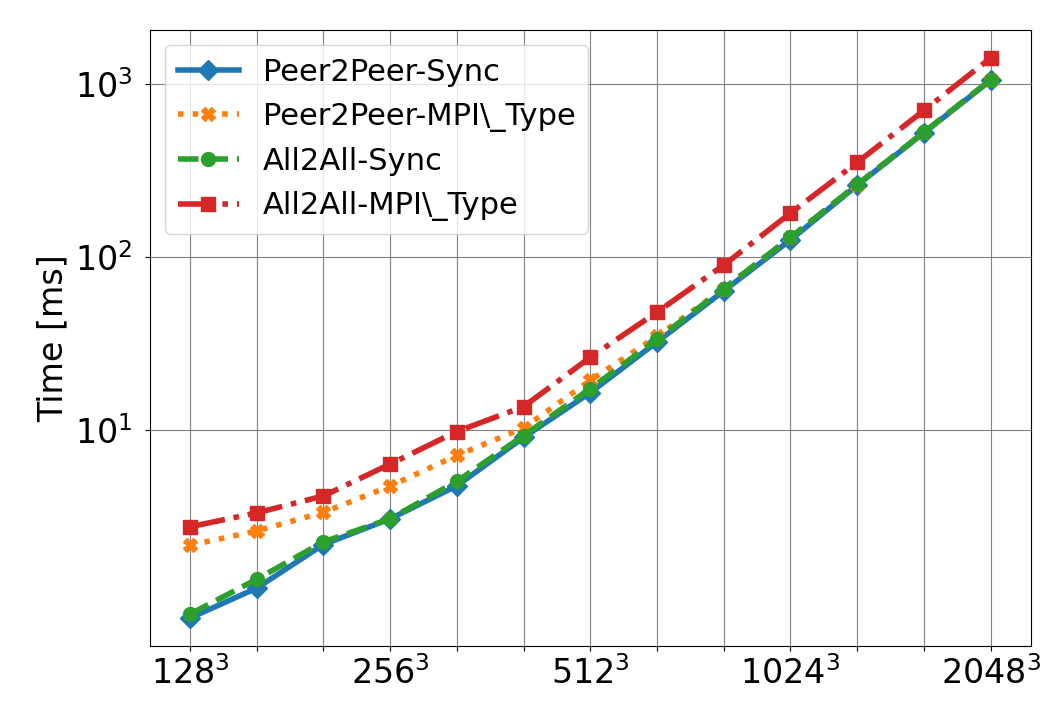 10³
10²
10¹
Time [ms]
Peer2Peer-Sync
Peer2Peer-MPI\_Type
All2All-Sync
All2All-MPI\_Type
128³ 256³ 512³ 1024³ 2048³